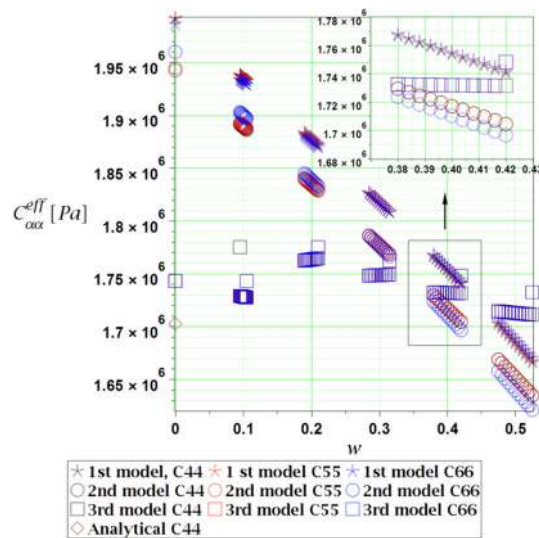 1.78 × 10 6
1.76 × 10 6
1.74 × 10 6
1.72 × 10 6
1.7 × 10 6
1.68 × 10 6
0.38 0.39 0.40 0.41 0.42
1.95 × 10 6
1.9 × 10 6
1.85 × 10 6
1.8 × 10 6
1.75 × 10 6
1.7 × 10 6
1.65 × 10 6
C eff αα [Pa]
0 0.1 0.2 0.3 0.4 0.5
w
1st model, C44 1 st model C55 1st model C66
2nd model C44 2nd model C55 2nd model C66
3rd model C44 3rd model C55 3rd model C66
Analytical C44